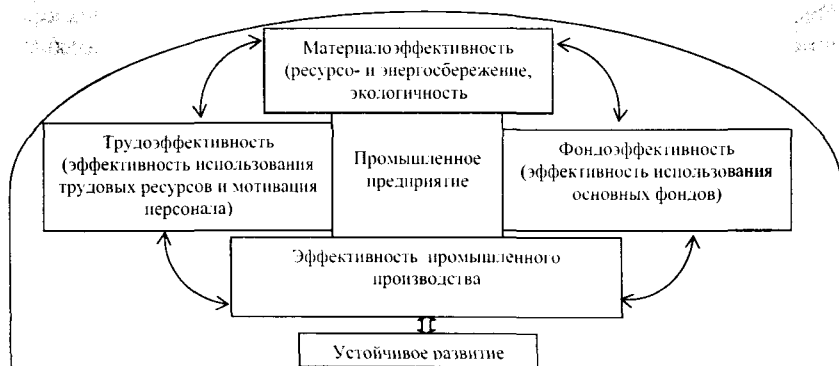 Материалоэффективность
(ресурсо- и энергосбережение,
экологичность
Трудоэффективность
(эффективность использования
трудовых ресурсов и мотивация
персонала)
Промышленное
предприятие
Фондоэффективность
(эффективность использования
основных фондов)
Эффективность промышленного
производства
Устойчивое развитие